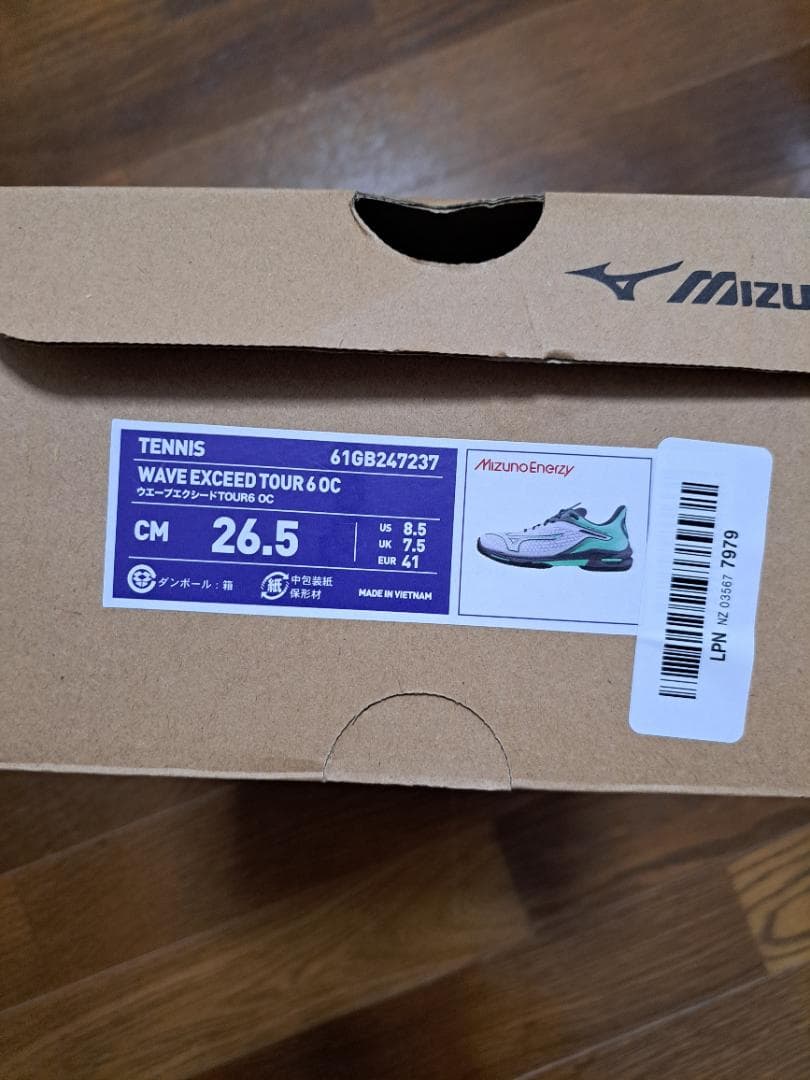 MIZUNO
TENNIS
61GB247237
WAVE EXCEED TOUR 6 OC
ウエーブエクシードTOUR6 OC
CM 26.5
US 8.5
UK 7.5
EUR 41
ダンボール：箱
紙
中包装紙
保形材
MADE IN VIETNAM
MizunoEnerzy
LPN NZ 03567 7979